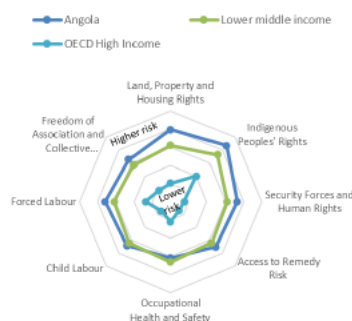 Angola
Lower middle income
OECD High Income
Land, Property and
Housing Rights
Higher risk
Indigenous
Peoples' Rights
Freedom of
Association and
Collective...
Lower
risk
Security Forces and
Human Rights
Forced Labour
Access to Remedy
Risk
Child Labour
Occupational
Health and Safety